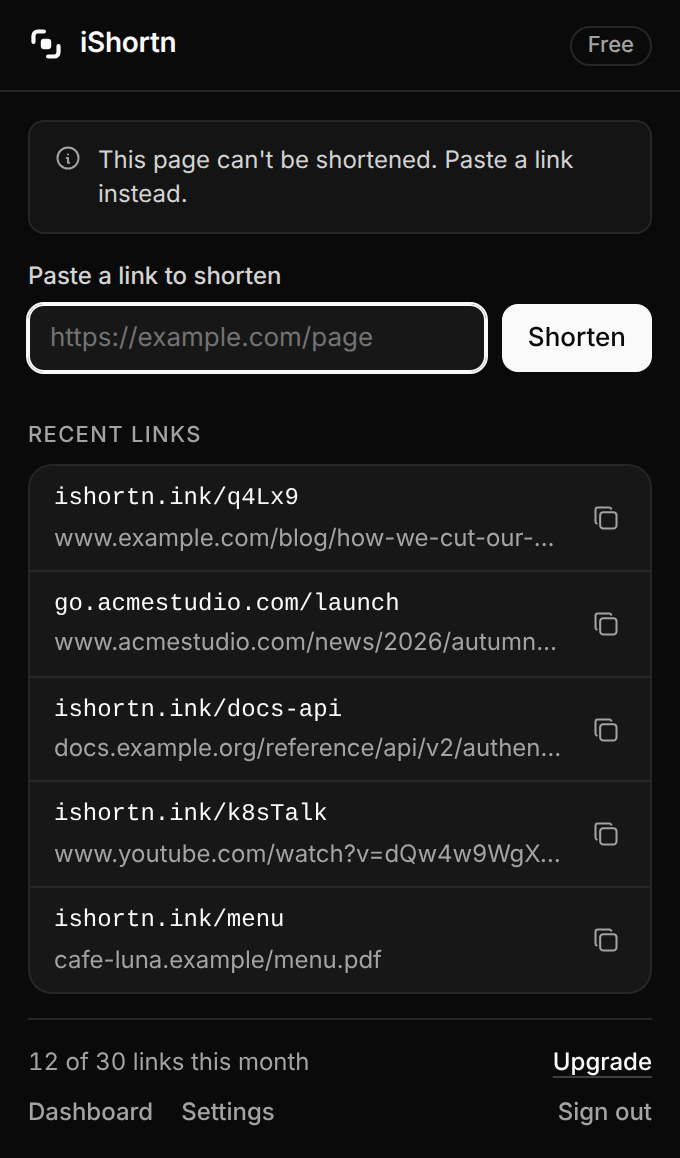 iShortn
Free
This page can't be shortened. Paste a link
instead.
Paste a link to shorten
https://example.com/page
Shorten
RECENT LINKS
ishortn.ink/q4Lx9
www.example.com/blog/how-we-cut-our-...
go.acmestudio.com/launch
www.acmestudio.com/news/2026/autumn...
ishortn.ink/docs-api
docs.example.org/reference/api/v2/authen...
ishortn.ink/k8sTalk
www.youtube.com/watch?v=dQw4w9WgX...
ishortn.ink/menu
cafe-luna.example/menu.pdf
12 of 30 links this month
Upgrade
Dashboard
Settings
Sign out